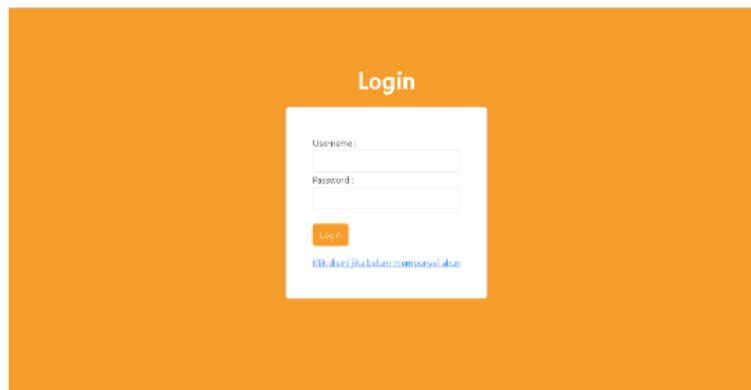 Login
Username :
Password :
Login
Klik disini jika belum mempunyai akun